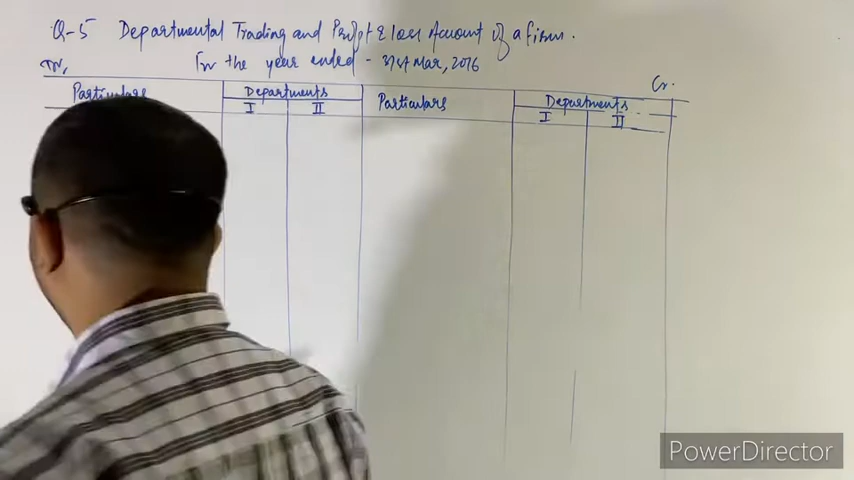 Q-5 Departmental Trading and Profit & loss Account of a firm.
Dr. For the year ended - 31st Mar, 2016
Cr.
Particulars Departments Particulars Departments
I II I II
PowerDirector